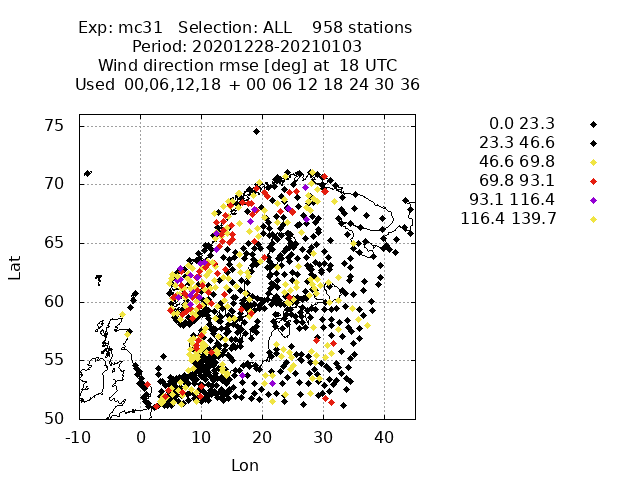 Exp: mc31 Selection: ALL 958 stations
Period: 20201228-20210103
Wind direction rmse [deg] at 18 UTC
Used 00,06,12,18 + 00 06 12 18 24 30 36
0.0 23.3
23.3 46.6
46.6 69.8
69.8 93.1
93.1 116.4
116.4 139.7
75
70
65
60
55
50
Lat
-10 0 10 20 30 40
Lon